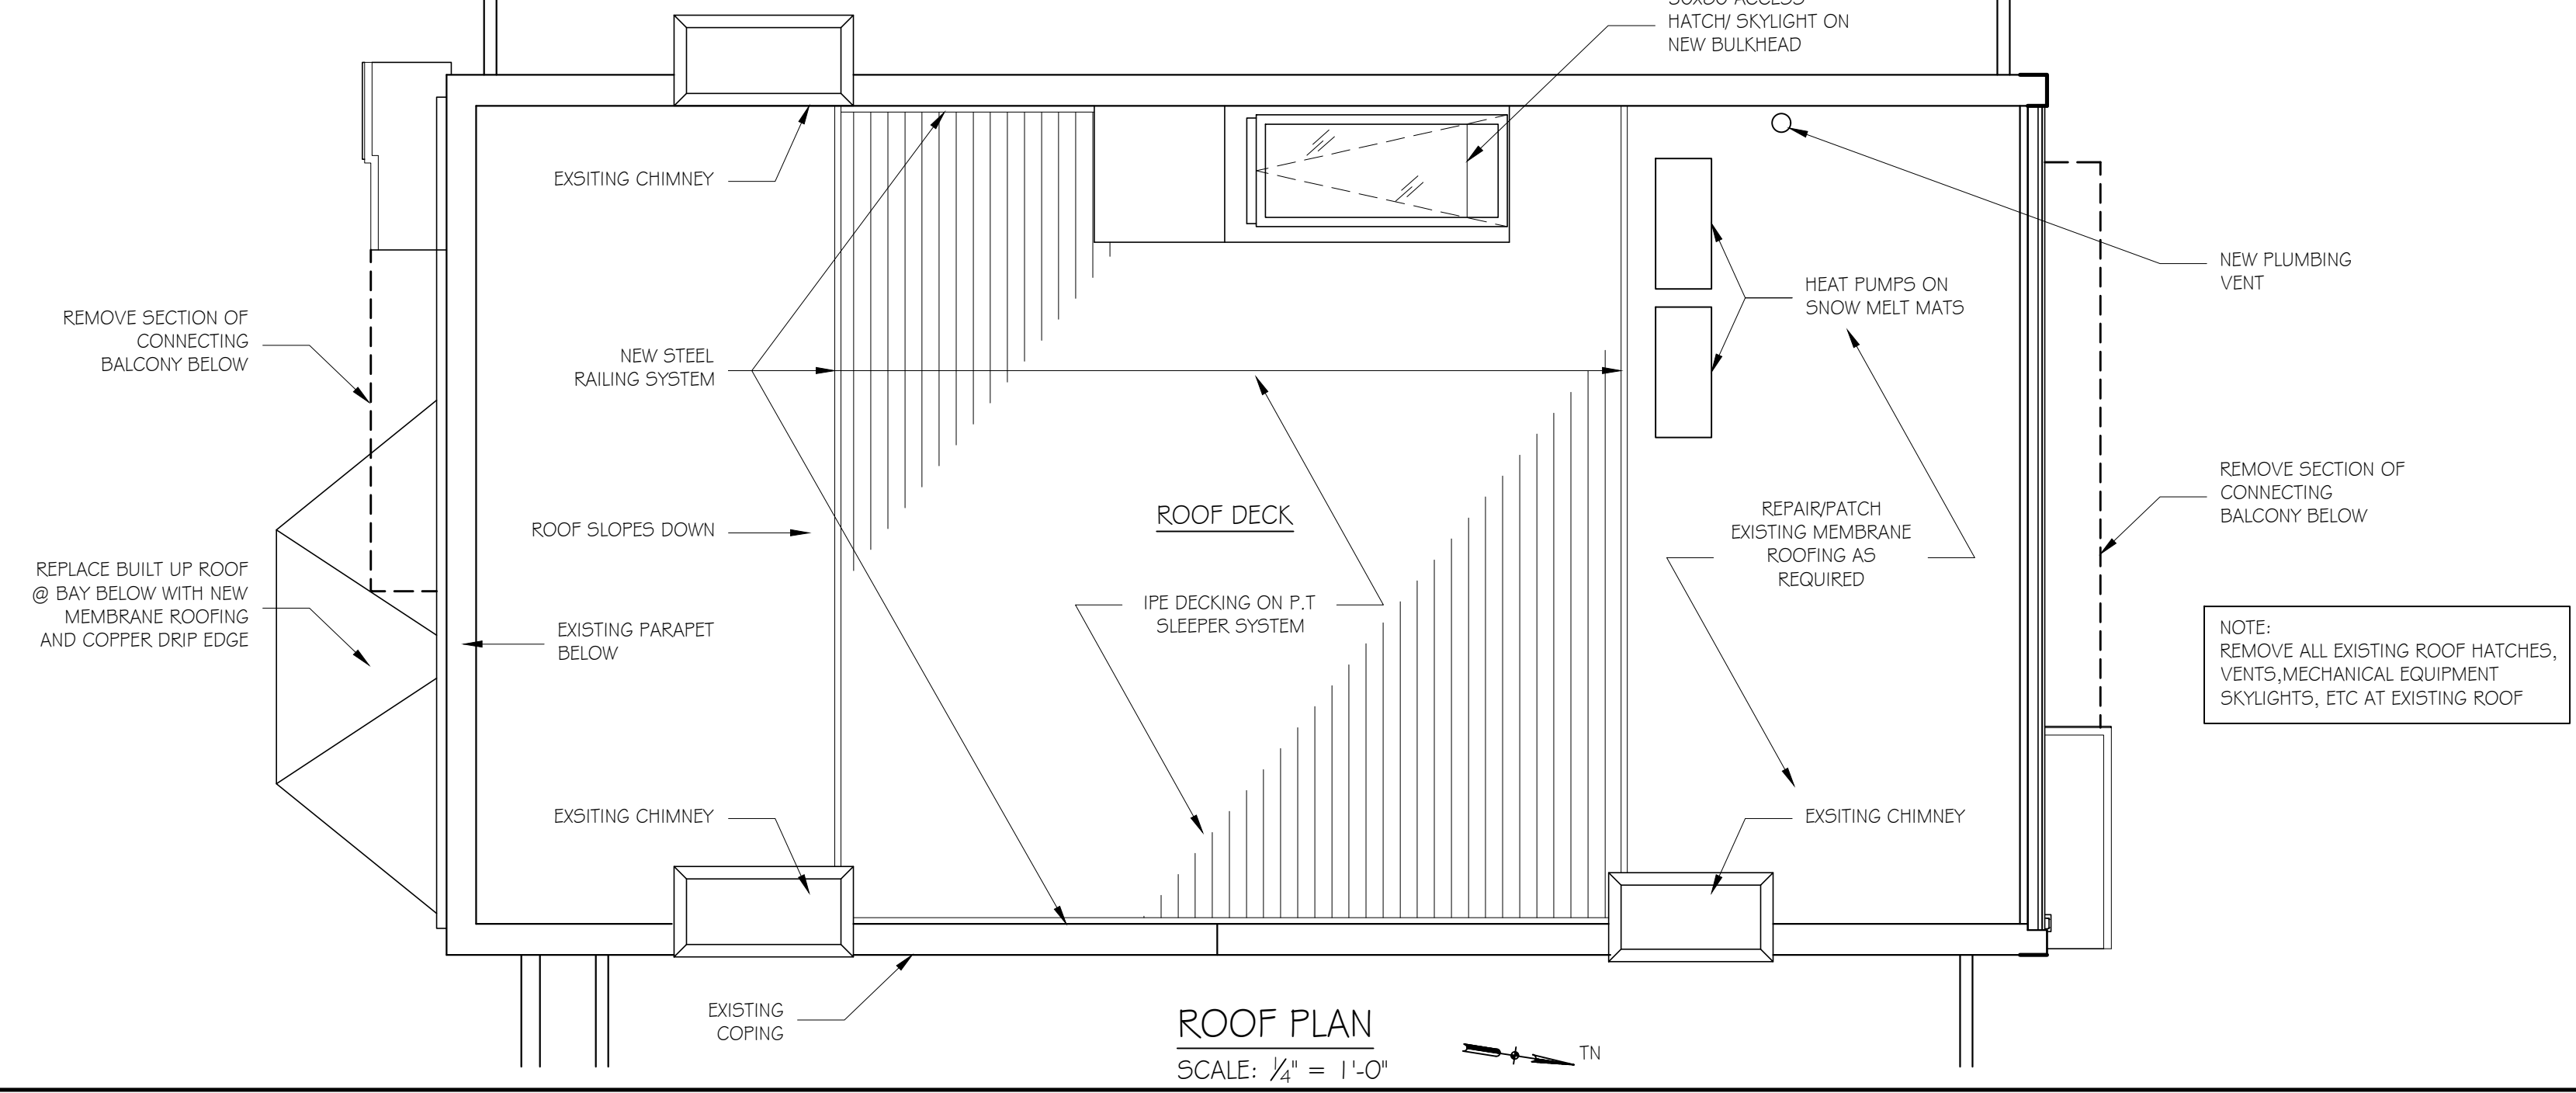 HATCH/ SKYLIGHT ON
NEW BULKHEAD
EXSITING CHIMNEY
NEW PLUMBING
VENT
HEAT PUMPS ON
SNOW MELT MATS
REMOVE SECTION OF
CONNECTING
BALCONY BELOW
NEW STEEL
RAILING SYSTEM
REMOVE SECTION OF
CONNECTING
BALCONY BELOW
ROOF DECK
REPAIR/PATCH
EXISTING MEMBRANE
ROOFING AS
REQUIRED
ROOF SLOPES DOWN
REPLACE BUILT UP ROOF
@ BAY BELOW WITH NEW
MEMBRANE ROOFING
AND COPPER DRIP EDGE
IPE DECKING ON P.T
SLEEPER SYSTEM
EXISTING PARAPET
BELOW
NOTE:
REMOVE ALL EXISTING ROOF HATCHES,
VENTS,MECHANICAL EQUIPMENT
SKYLIGHTS, ETC AT EXISTING ROOF
EXSITING CHIMNEY
EXSITING CHIMNEY
EXISTING
COPING
ROOF PLAN
SCALE: 1/4" = 1'-0"
TN